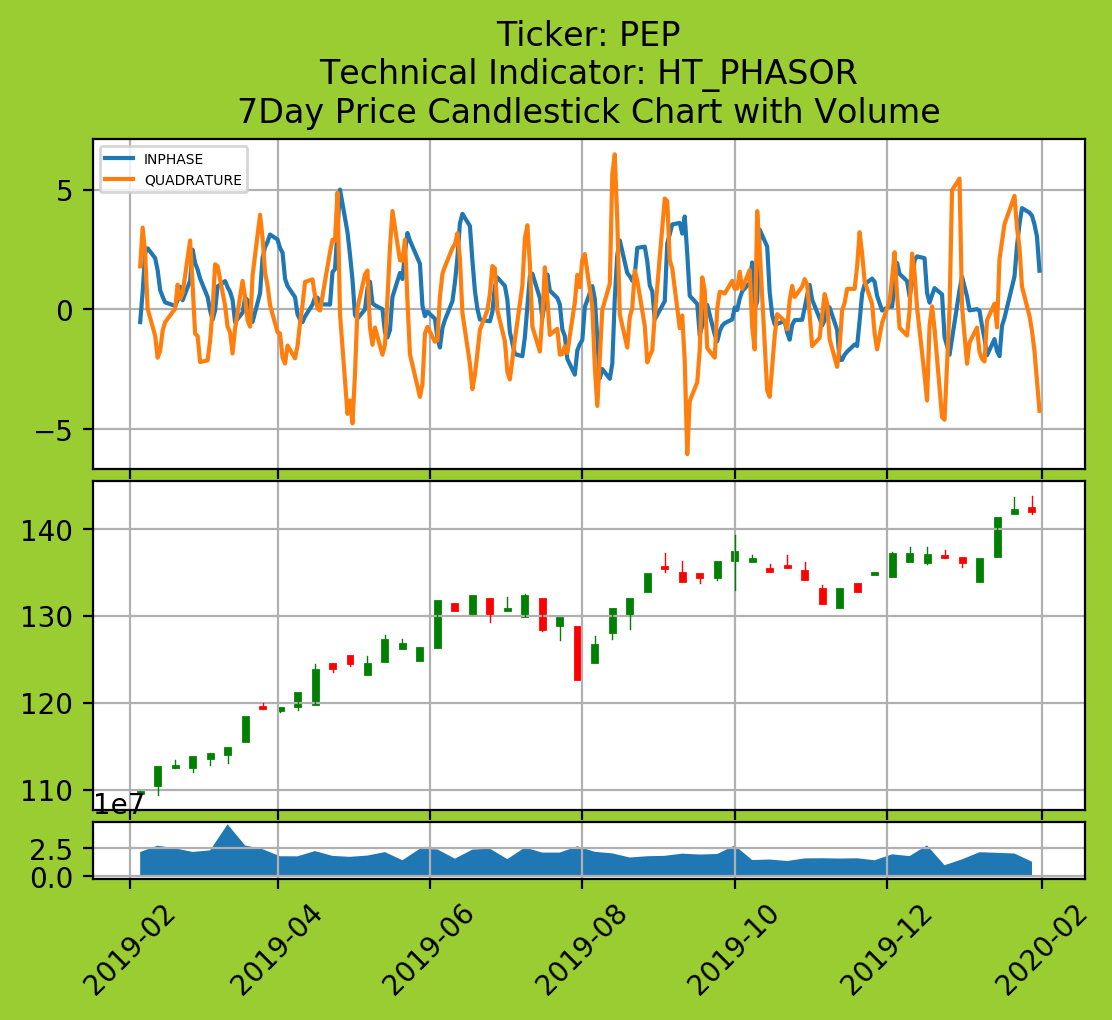 Ticker: PEP
Technical Indicator: HT_PHASOR
7Day Price Candlestick Chart with Volume
INPHASE
QUADRATURE
5
0
−5
140
130
120
110
1e7
2.5
0.0
2019-02
2019-04
2019-06
2019-08
2019-10
2019-12
2020-02